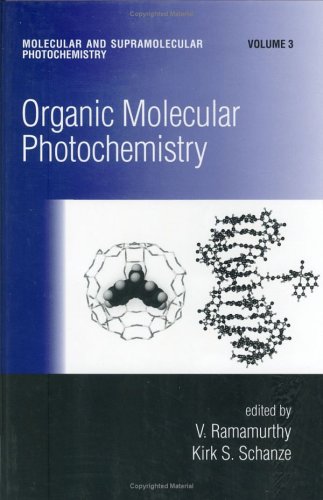 MOLECULAR AND SUPRAMOLECULAR
PHOTOCHEMISTRY
VOLUME 3
Organic Molecular
Photochemistry
edited by
V. Ramamurthy
Kirk S. Schanze